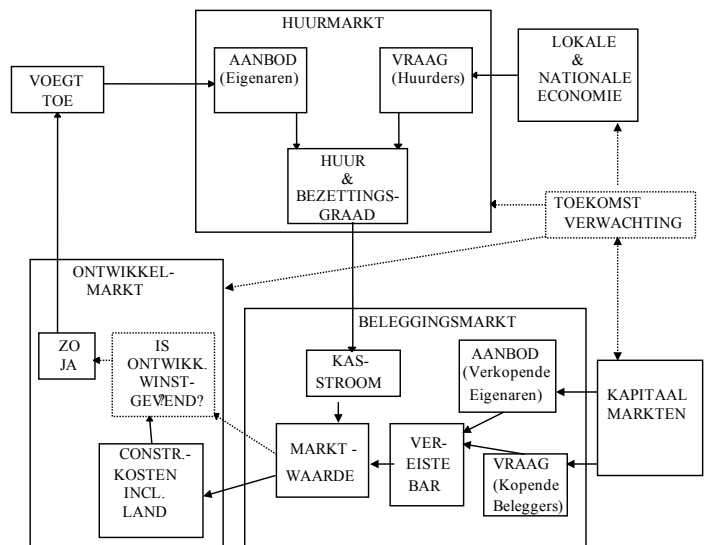 HUURMARKT
AANBOD
(Eigenaren)
VRAAG
(Huurders)
LOKALE
&
NATIONALE
ECONOMIE
VOEGT
TOE
HUUR
&
BEZETTINGS-
GRAAD
TOEKOMST
VERWACHTING
ONTWIKKEL-
MARKT
ZO
JA
IS
ONTWIKK.
WINST-
GEVEND?
?
CONSTR.-
KOSTEN
INCL.
LAND
BELEGGINGSMARKT
KAS-
STROOM
AANBOD
(Verkopende
Eigenaren)
KAPITAAL
MARKTEN
MARKT -
WAARDE
VER-
EISTE
BAR
VRAAG
(Kopende
Beleggers)